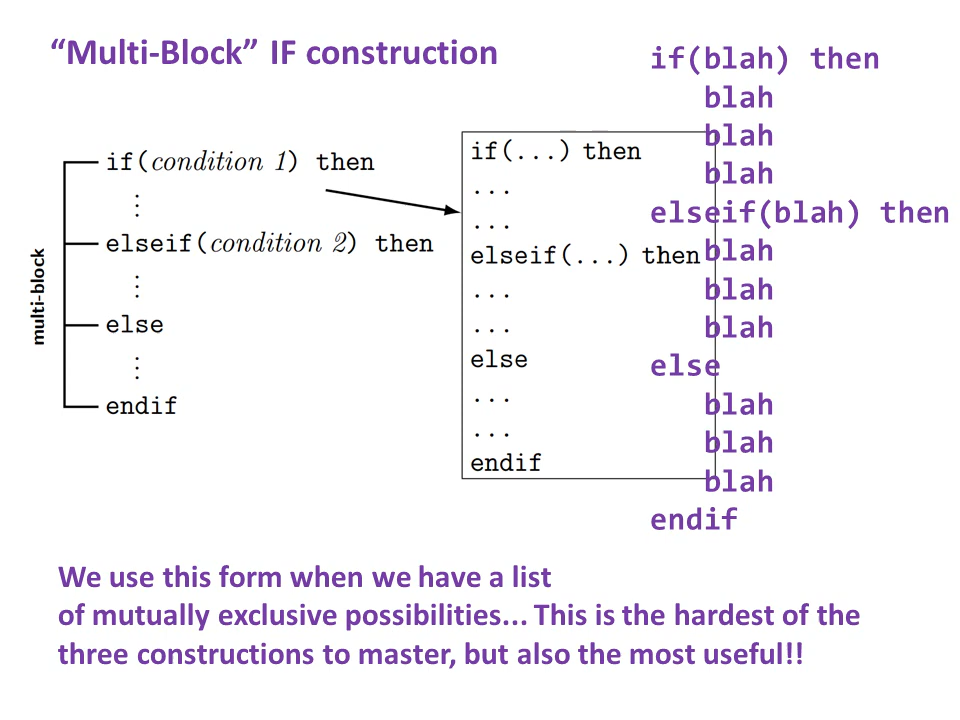 “Multi-Block” IF construction
multi-block
if(condition 1) then
⋮
elseif(condition 2) then
⋮
else
⋮
endif
if(...) then
...
...
elseif(...) then
...
...
else
...
...
endif
if(blah) then
blah
blah
blah
elseif(blah) then
blah
blah
blah
else
blah
blah
blah
endif
We use this form when we have a list
of mutually exclusive possibilities... This is the hardest of the
three constructions to master, but also the most useful!!